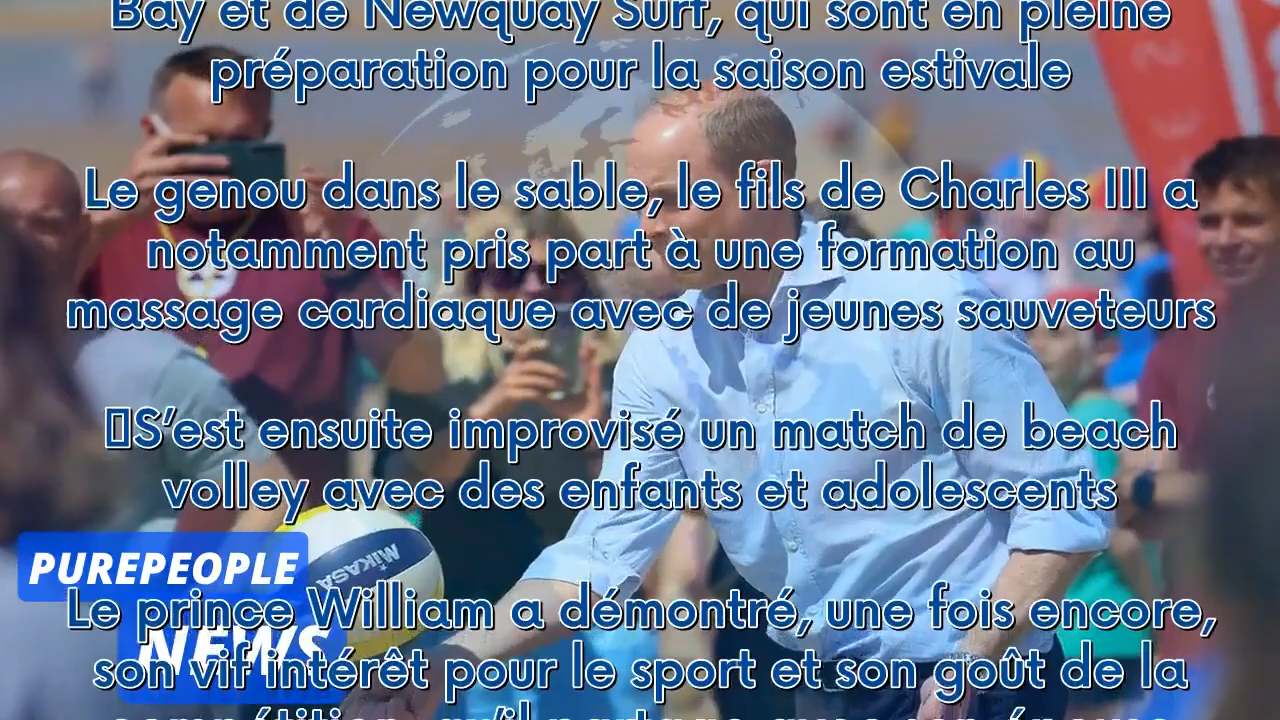 Bay et de Newquay Surf, qui sont en pleine
préparation pour la saison estivale
Le genou dans le sable, le fils de Charles III a
notamment pris part à une formation au
massage cardiaque avec de jeunes sauveteurs
S’est ensuite improvisé un match de beach
volley avec des enfants et adolescents
MIKASA
PUREPEOPLE
NEWS
Le prince William a démontré, une fois encore,
son vif intérêt pour le sport et son goût de la